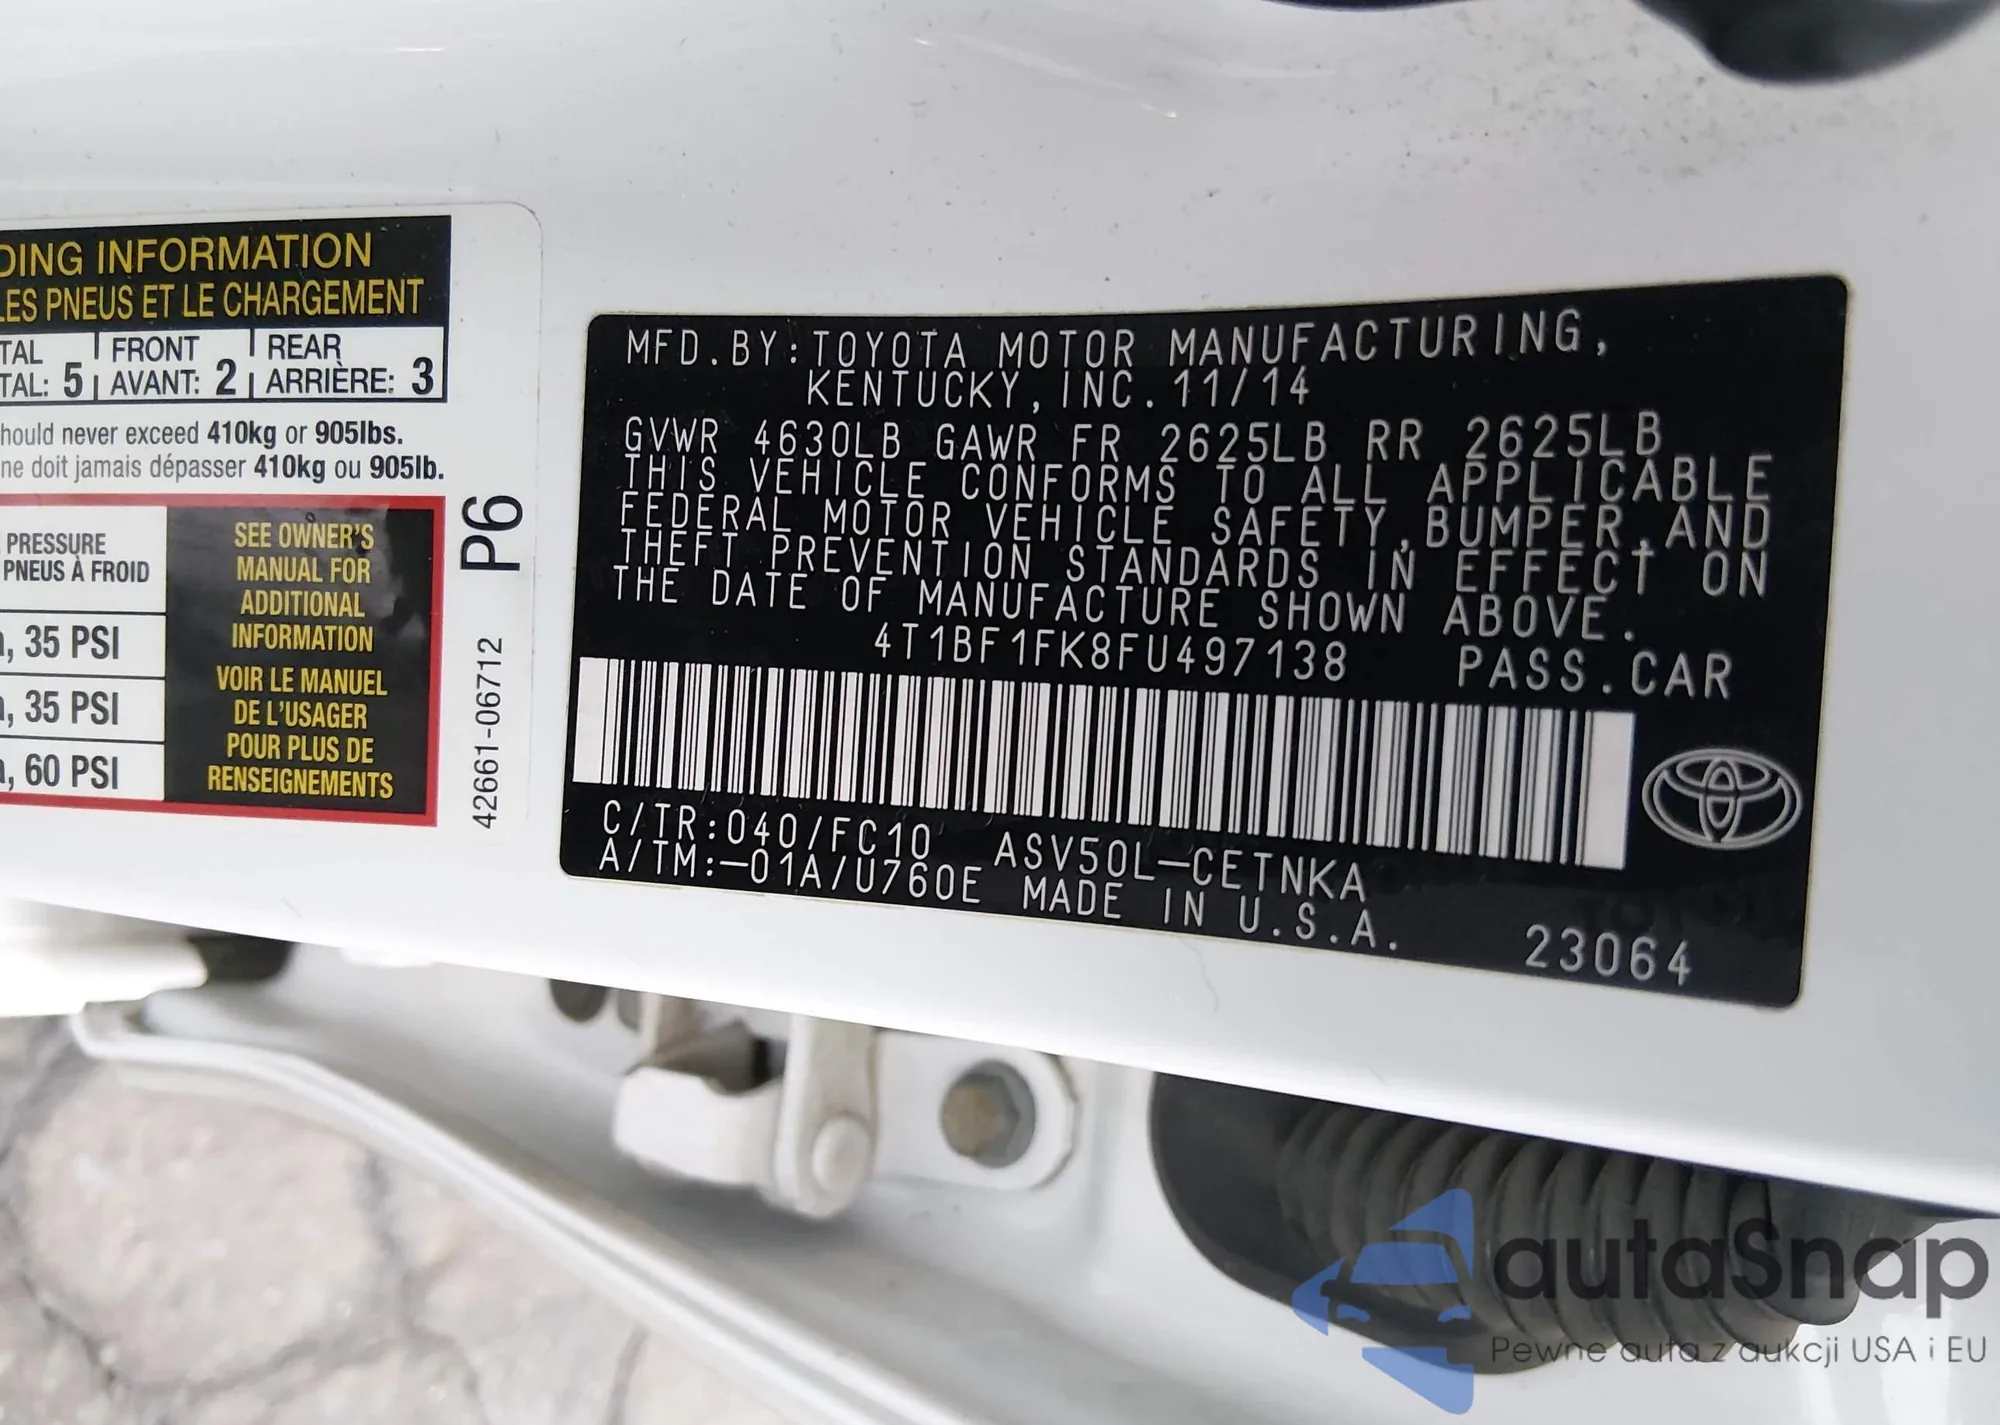 DING INFORMATION
LES PNEUS ET LE CHARGEMENT
TAL FRONT REAR
TAL: 5 AVANT: 2 ARRIÈRE: 3
hould never exceed 410kg or 905lbs.
ne doit jamais dépasser 410kg ou 905lb.
PRESSURE
PNEUS À FROID
, 35 PSI
, 35 PSI
, 60 PSI
SEE OWNER'S
MANUAL FOR
ADDITIONAL
INFORMATION
VOIR LE MANUEL
DE L'USAGER
POUR PLUS DE
RENSEIGNEMENTS
42661-06712 P6
MFD.BY:TOYOTA MOTOR MANUFACTURING,
KENTUCKY,INC.11/14
GVWR 4630LB GAWR FR 2625LB RR 2625LB
THIS VEHICLE CONFORMS TO ALL APPLICABLE
FEDERAL MOTOR VEHICLE SAFETY,BUMPER,AND
THEFT PREVENTION STANDARDS IN EFFECT ON
THE DATE OF MANUFACTURE SHOWN ABOVE.
4T1BF1FK8FU497138 PASS.CAR
C/TR:040/FC10 ASV50L-CETNKA
A/TM:-01A/U760E MADE IN U.S.A.
23064
autaSnap
Pewne auta z aukcji USA i EU